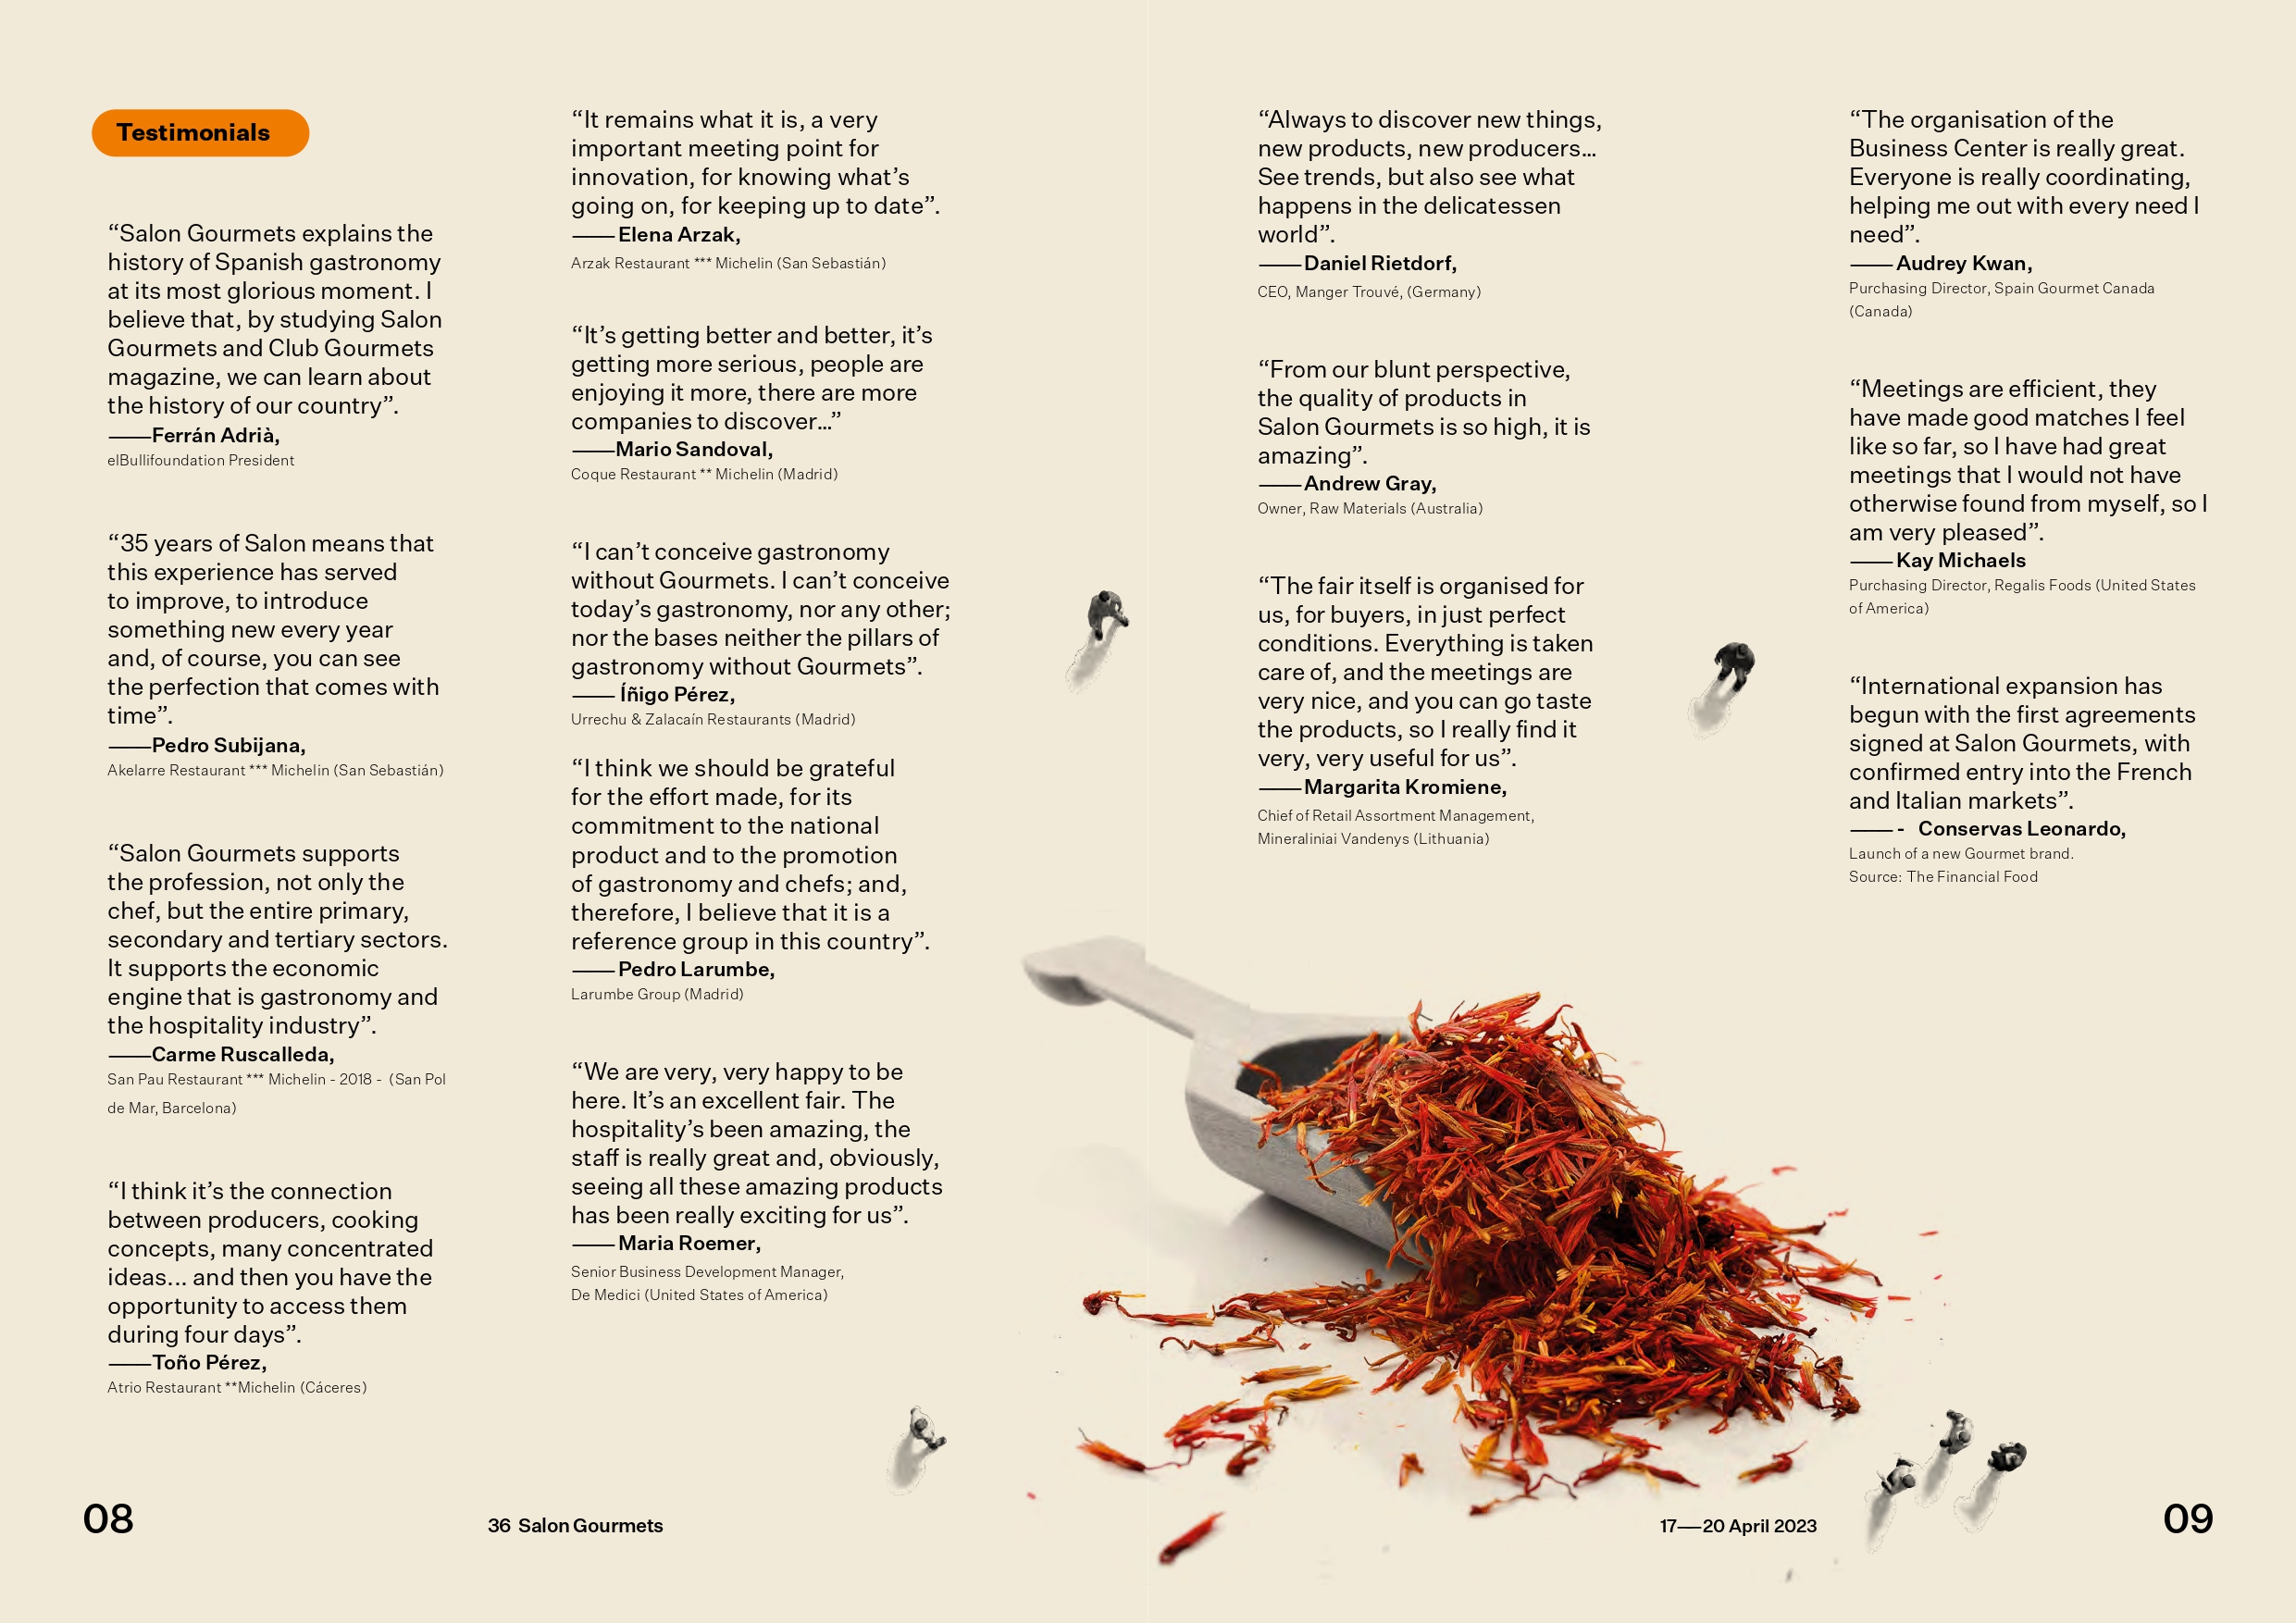 Testimonials
“Salon Gourmets explains the
history of Spanish gastronomy
at its most glorious moment. I
believe that, by studying Salon
Gourmets and Club Gourmets
magazine, we can learn about
the history of our country”.
——Ferrán Adrià,
elBullifoundation President
“35 years of Salon means that
this experience has served
to improve, to introduce
something new every year
and, of course, you can see
the perfection that comes with
time”.
——Pedro Subijana,
Akelarre Restaurant *** Michelin (San Sebastián)
“Salon Gourmets supports
the profession, not only the
chef, but the entire primary,
secondary and tertiary sectors.
It supports the economic
engine that is gastronomy and
the hospitality industry”.
——Carme Ruscalleda,
San Pau Restaurant *** Michelin - 2018 - (San Pol
de Mar, Barcelona)
“I think it’s the connection
between producers, cooking
concepts, many concentrated
ideas... and then you have the
opportunity to access them
during four days”.
——Toño Pérez,
Atrio Restaurant **Michelin (Cáceres)
“It remains what it is, a very
important meeting point for
innovation, for knowing what’s
going on, for keeping up to date”.
—— Elena Arzak,
Arzak Restaurant *** Michelin (San Sebastián)
“It’s getting better and better, it’s
getting more serious, people are
enjoying it more, there are more
companies to discover…”
——Mario Sandoval,
Coque Restaurant ** Michelin (Madrid)
“I can’t conceive gastronomy
without Gourmets. I can’t conceive
today’s gastronomy, nor any other;
nor the bases neither the pillars of
gastronomy without Gourmets”.
—— Íñigo Pérez,
Urrechu & Zalacaín Restaurants (Madrid)
“I think we should be grateful
for the effort made, for its
commitment to the national
product and to the promotion
of gastronomy and chefs; and,
therefore, I believe that it is a
reference group in this country”.
—— Pedro Larumbe,
Larumbe Group (Madrid)
“We are very, very happy to be
here. It’s an excellent fair. The
hospitality’s been amazing, the
staff is really great and, obviously,
seeing all these amazing products
has been really exciting for us”.
—— Maria Roemer,
Senior Business Development Manager,
De Medici (United States of America)
“Always to discover new things,
new products, new producers…
See trends, but also see what
happens in the delicatessen
world”.
——Daniel Rietdorf,
CEO, Manger Trouvé, (Germany)
“From our blunt perspective,
the quality of products in
Salon Gourmets is so high, it is
amazing”.
——Andrew Gray,
Owner, Raw Materials (Australia)
“The fair itself is organised for
us, for buyers, in just perfect
conditions. Everything is taken
care of, and the meetings are
very nice, and you can go taste
the products, so I really find it
very, very useful for us”.
——Margarita Kromiene,
Chief of Retail Assortment Management,
Mineraliniai Vandenys (Lithuania)
“The organisation of the
Business Center is really great.
Everyone is really coordinating,
helping me out with every need I
need”.
—— Audrey Kwan,
Purchasing Director, Spain Gourmet Canada
(Canada)
“Meetings are efficient, they
have made good matches I feel
like so far, so I have had great
meetings that I would not have
otherwise found from myself, so I
am very pleased”.
—— Kay Michaels
Purchasing Director, Regalis Foods (United States
of America)
“International expansion has
begun with the first agreements
signed at Salon Gourmets, with
confirmed entry into the French
and Italian markets”.
—— - Conservas Leonardo,
Launch of a new Gourmet brand.
Source: The Financial Food
08
36 Salon Gourmets
17—20 April 2023
09